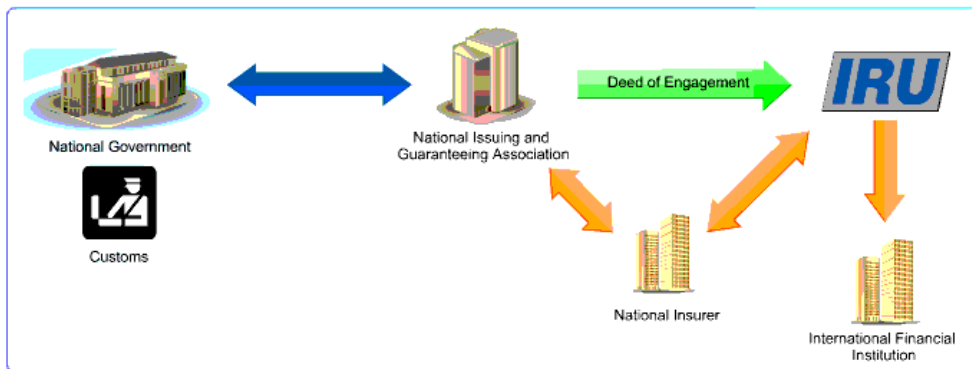 Deed of Engagement
IRU
National Government
National Issuing and
Guaranteeing Association
Customs
National Insurer
International Financial
Institution